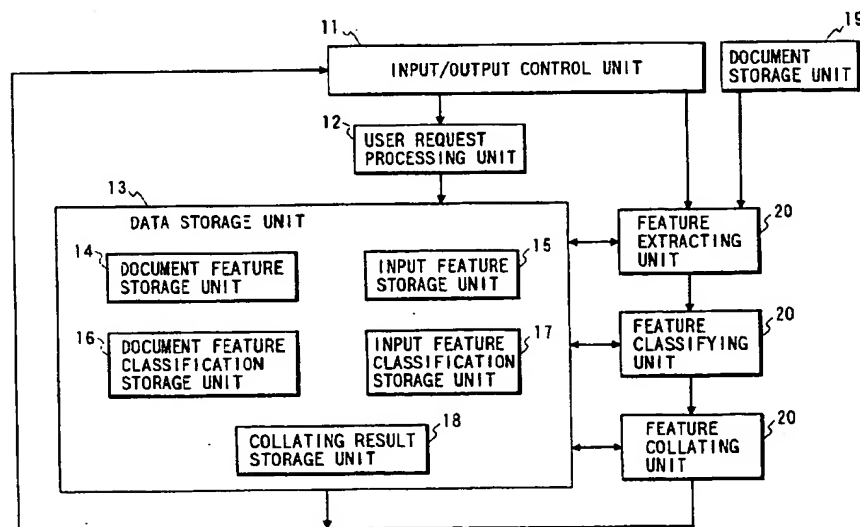 11
INPUT/OUTPUT CONTROL UNIT
19
DOCUMENT
STORAGE UNIT
12
USER REQUEST
PROCESSING UNIT
13
DATA STORAGE UNIT
14
DOCUMENT FEATURE
STORAGE UNIT
15
INPUT FEATURE
STORAGE UNIT
20
FEATURE
EXTRACTING
UNIT
16
DOCUMENT FEATURE
CLASSIFICATION
STORAGE UNIT
17
INPUT FEATURE
CLASSIFICATION
STORAGE UNIT
20
FEATURE
CLASSIFYING
UNIT
18
COLLATING RESULT
STORAGE UNIT
20
FEATURE
COLLATING
UNIT